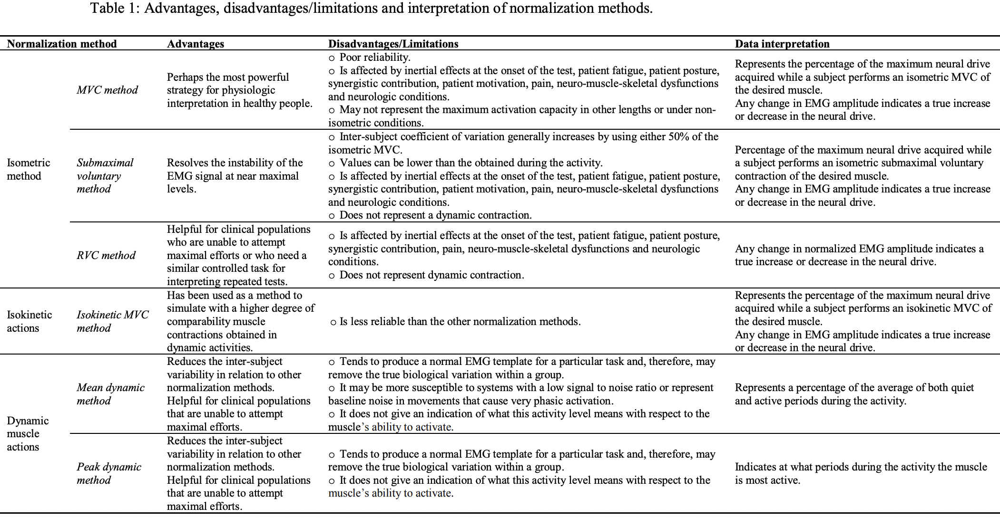 Table 1: Advantages, disadvantages/limitations and interpretation of normalization methods.
Normalization method Advantages Disadvantages/Limitations Data interpretation
Isometric
method
MVC method
Perhaps the most powerful
strategy for physiologic
interpretation in healthy people.
○ Poor reliability.
○ Is affected by inertial effects at the onset of the test, patient fatigue, patient posture,
synergistic contribution, patient motivation, pain, neuro-muscle-skeletal dysfunctions
and neurologic conditions.
○ May not represent the maximum activation capacity in other lengths or under non-
isometric conditions.
Represents the percentage of the maximum neural drive
acquired while a subject performs an isometric MVC of
the desired muscle.
Any change in EMG amplitude indicates a true increase
or decrease in the neural drive.
Submaximal
voluntary
method
Resolves the instability of the
EMG signal at near maximal
levels.
○ Inter-subject coefficient of variation generally increases by using either 50% of the
isometric MVC.
○ Values can be lower than the obtained during the activity.
○ Is affected by inertial effects at the onset of the test, patient fatigue, patient posture,
synergistic contribution, patient motivation, pain, neuro-muscle-skeletal dysfunctions
and neurologic conditions.
○ Does not represent a dynamic contraction.
Percentage of the maximum neural drive acquired while
a subject performs an isometric submaximal voluntary
contraction of the desired muscle.
Any change in EMG amplitude indicates a true increase
or decrease in the neural drive.
RVC method
Helpful for clinical populations
who are unable to attempt
maximal efforts or who need a
similar controlled task for
interpreting repeated tests.
○ Is affected by inertial effects at the onset of the test, patient fatigue, patient posture,
synergistic contribution, pain, neuro-muscle-skeletal dysfunctions and neurologic
conditions.
○ Does not represent dynamic contraction.
Any change in normalized EMG amplitude indicates a
true increase or decrease in the neural drive.
Isokinetic
actions
Isokinetic MVC
method
Has been used as a method to
simulate with a higher degree of
comparability muscle
contractions obtained in
dynamic activities.
○ Is less reliable than the other normalization methods.
Represents the percentage of the maximum neural drive
acquired while a subject performs an isokinetic MVC of
the desired muscle.
Any change in EMG amplitude indicates a true increase
or decrease in the neural drive.
Dynamic
muscle
actions
Mean dynamic
method
Reduces the inter-subject
variability in relation to other
normalization methods.
Helpful for clinical populations
that are unable to attempt
maximal efforts.
○ Tends to produce a normal EMG template for a particular task and, therefore, may
remove the true biological variation within a group.
○ It may be more susceptible to systems with a low signal to noise ratio or represent
baseline noise in movements that cause very phasic activation.
○ It does not give an indication of what this activity level means with respect to the
muscle’s ability to activate.
Represents a percentage of the average of both quiet
and active periods during the activity.
Peak dynamic
method
Reduces the inter-subject
variability in relation to other
normalization methods.
Helpful for clinical populations
that are unable to attempt
maximal efforts.
○ Tends to produce a normal EMG template for a particular task and, therefore, may
remove the true biological variation within a group.
○ It does not give an indication of what this activity level means with respect to the
muscle’s ability to activate.
Indicates at what periods during the activity the muscle
is most active.